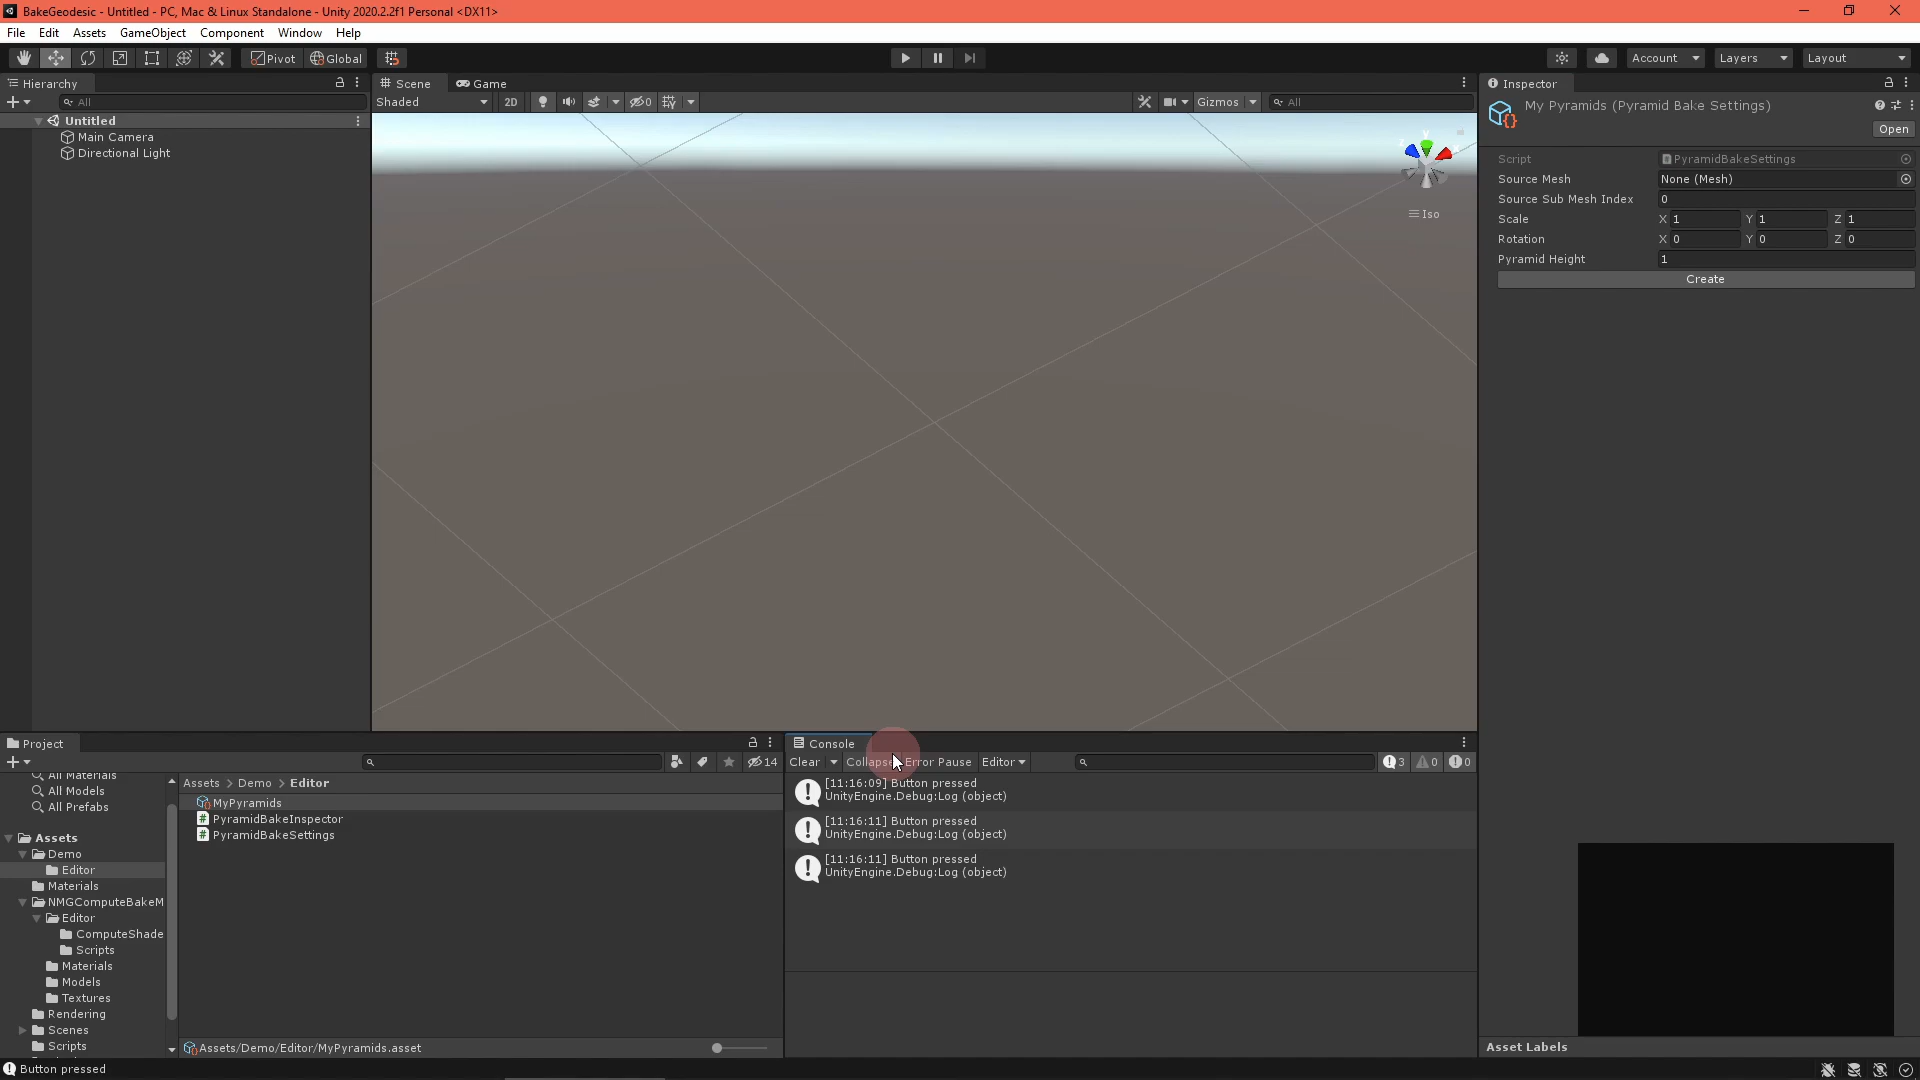 BakeGeodesic - Untitled - PC, Mac & Linux Standalone - Unity 2020.2.2f1 Personal <DX11>
File Edit Assets GameObject Component Window Help
Pivot Global Account Layers Layout
Hierarchy
All
Untitled
Main Camera
Directional Light
Scene Game
Shaded 2D 0 Gizmos All
y
Iso
Inspector
My Pyramids (Pyramid Bake Settings)
Open
Script PyramidBakeSettings
Source Mesh None (Mesh)
Source Sub Mesh Index 0
Scale X 1 Y 1 Z 1
Rotation X 0 Y 0 Z 0
Pyramid Height 1
Create
Project
14
All Materials
All Models
All Prefabs
Assets
Demo
Editor
Materials
NMGComputeBakeM
Editor
ComputeShade
Scripts
Materials
Models
Textures
Rendering
Scenes
Scripts
Assets > Demo > Editor
MyPyramids
PyramidBakeInspector
PyramidBakeSettings
Assets/Demo/Editor/MyPyramids.asset
Console
Clear Collapse Error Pause Editor 3 0 0
[11:16:09] Button pressed
UnityEngine.Debug:Log (object)
[11:16:11] Button pressed
UnityEngine.Debug:Log (object)
[11:16:11] Button pressed
UnityEngine.Debug:Log (object)
Asset Labels
Button pressed